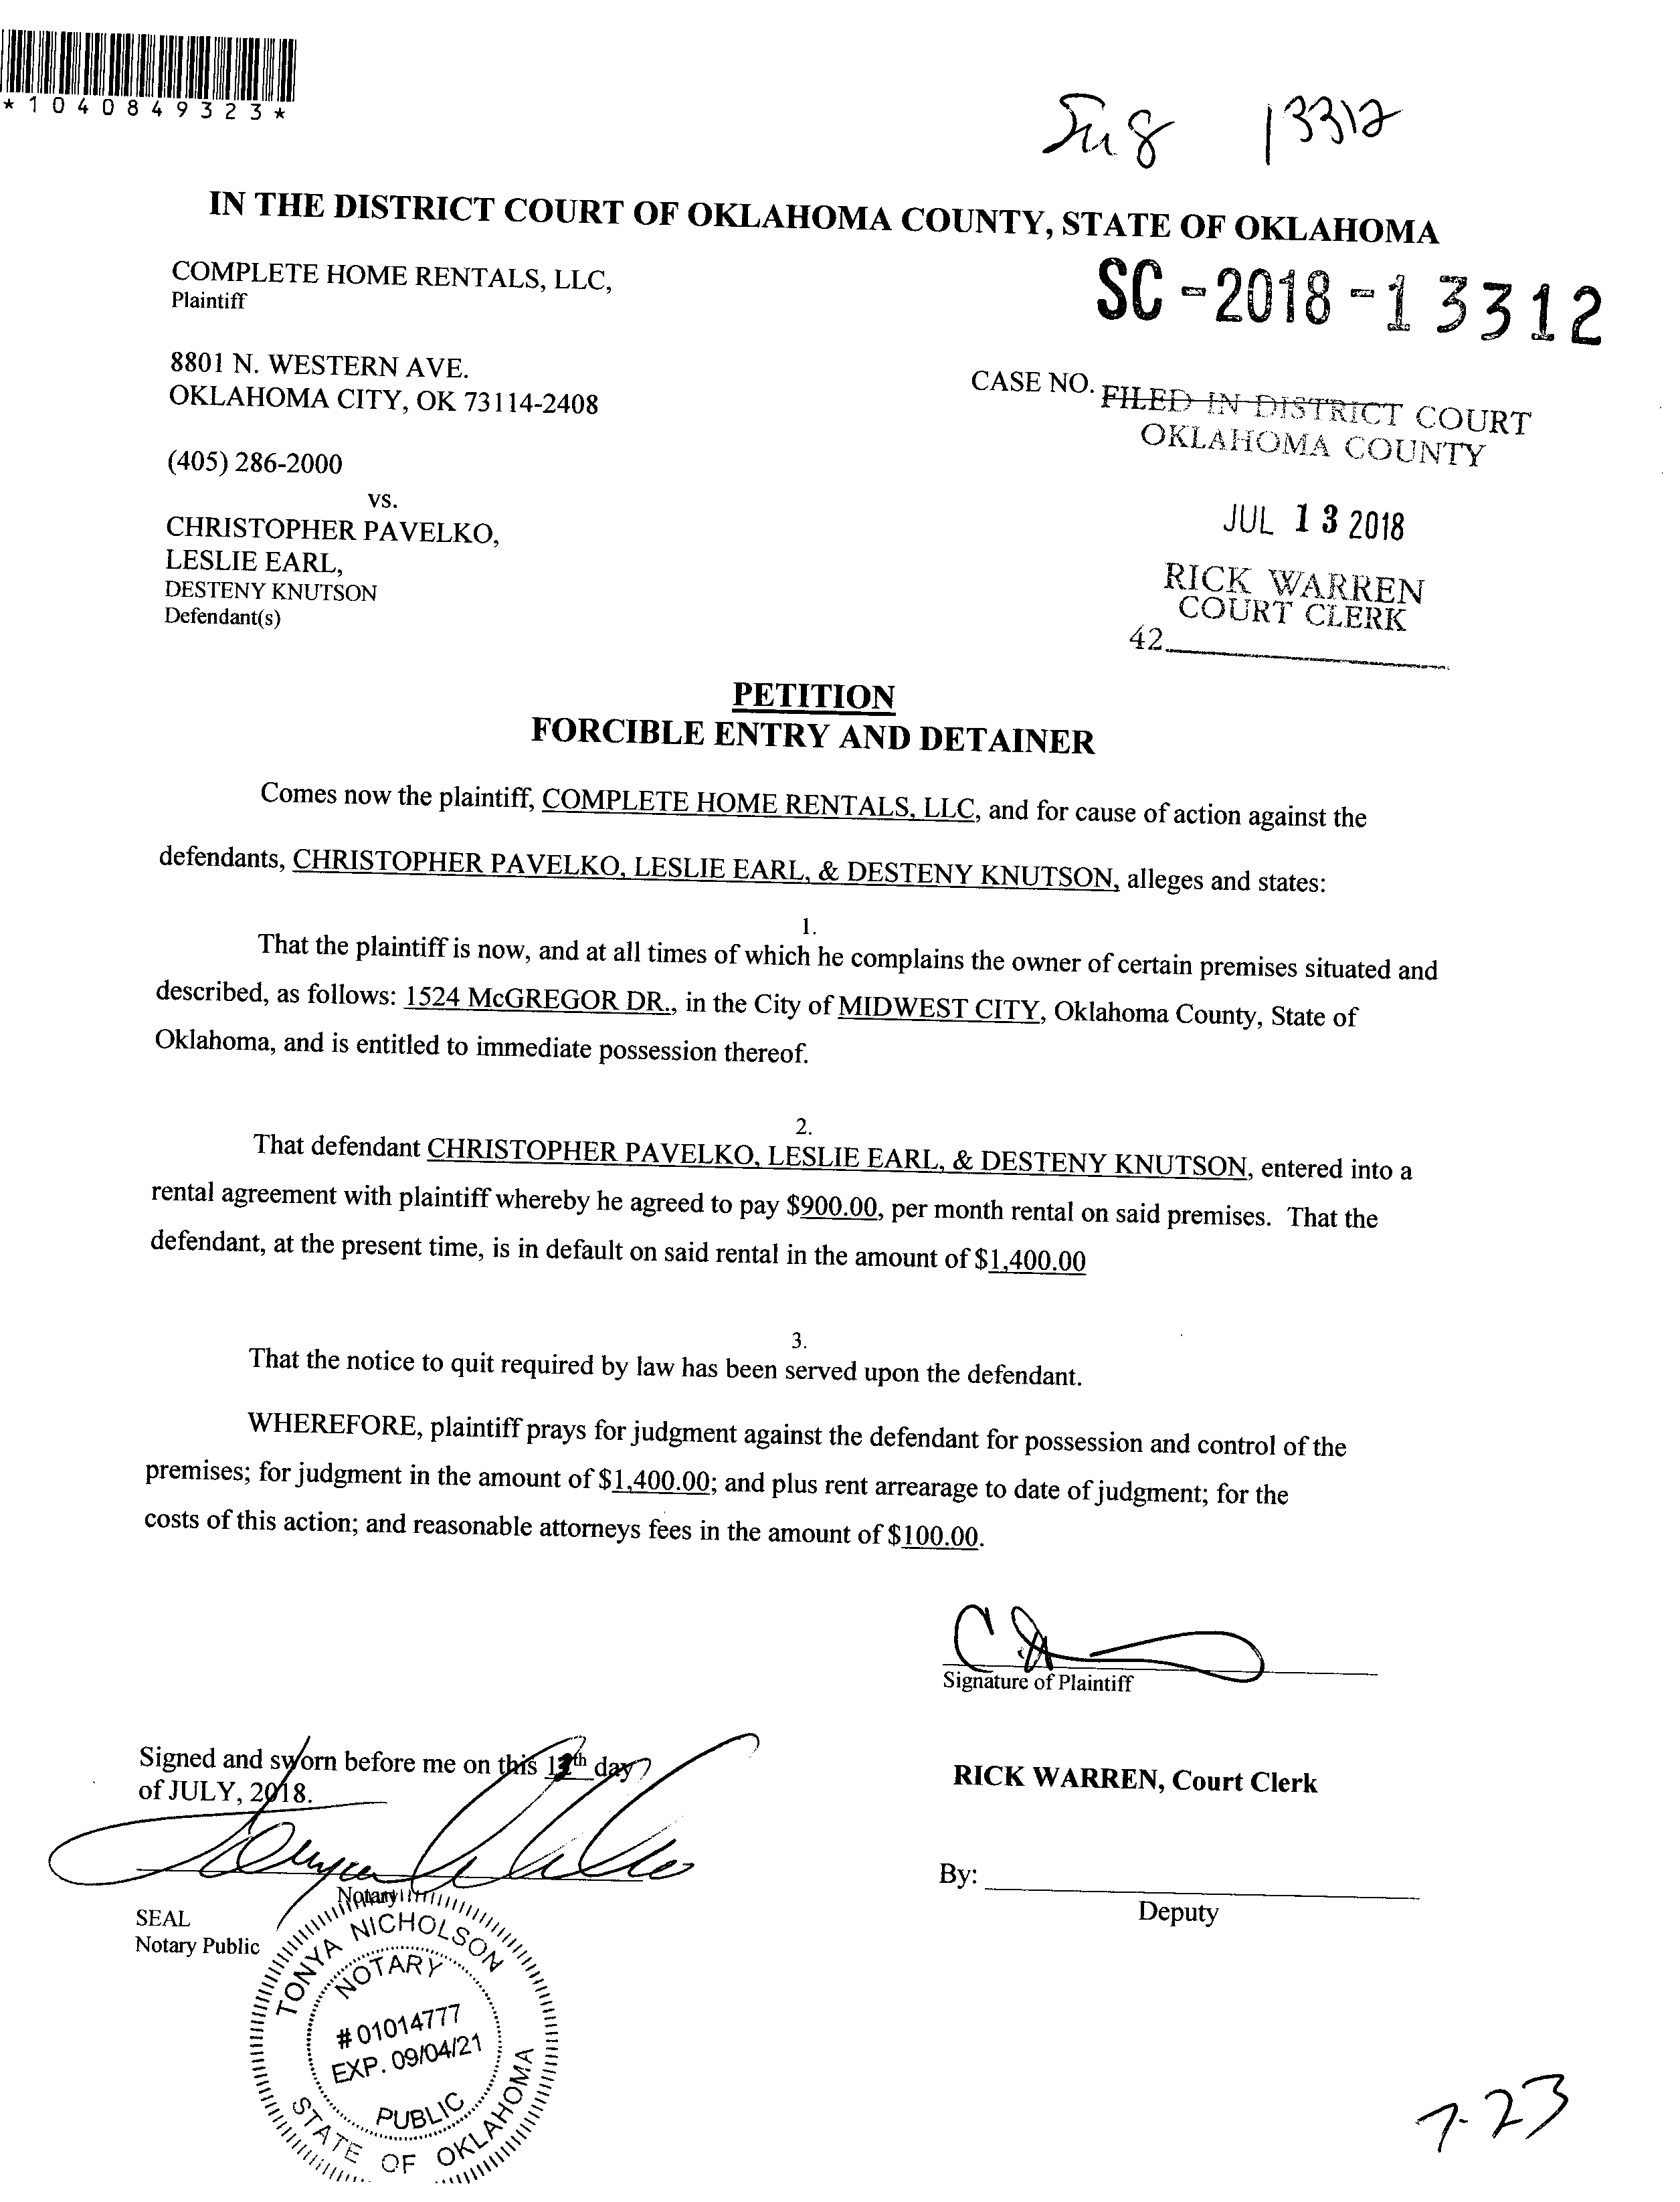 *1040849323*
13312
IN THE DISTRICT COURT OF OKLAHOMA COUNTY, STATE OF OKLAHOMA
COMPLETE HOME RENTALS, LLC,
Plaintiff
SC-2018-13312
8801 N. WESTERN AVE.
OKLAHOMA CITY, OK 73114-2408
CASE NO.
FILED IN DISTRICT COURT
OKLAHOMA COUNTY
(405) 286-2000
vs.
CHRISTOPHER PAVELKO,
LESLIE EARL,
DESTENY KNUTSON
Defendant(s)
JUL 13 2018
RICK WARREN
COURT CLERK
42
PETITION
FORCIBLE ENTRY AND DETAINER
Comes now the plaintiff, COMPLETE HOME RENTALS, LLC, and for cause of action against the
defendants, CHRISTOPHER PAVELKO, LESLIE EARL, & DESTENY KNUTSON, alleges and states:
1.
That the plaintiff is now, and at all times of which he complains the owner of certain premises situated and
described, as follows: 1524 McGREGOR DR., in the City of MIDWEST CITY, Oklahoma County, State of
Oklahoma, and is entitled to immediate possession thereof.
2.
That defendant CHRISTOPHER PAVELKO, LESLIE EARL, & DESTENY KNUTSON, entered into a
rental agreement with plaintiff whereby he agreed to pay $900.00, per month rental on said premises. That the
defendant, at the present time, is in default on said rental in the amount of $1,400.00
3.
That the notice to quit required by law has been served upon the defendant.
WHEREFORE, plaintiff prays for judgment against the defendant for possession and control of the
premises; for judgment in the amount of $1,400.00; and plus rent arrearage to date of judgment; for the
costs of this action; and reasonable attorneys fees in the amount of $100.00.
Signature of Plaintiff
Signed and sworn before me on this day
of JULY, 2018.
RICK WARREN, Court Clerk
Notary
By:
Deputy
SEAL
Notary Public
TONYA NICHOLSON
NOTARY
#01014777
EXP. 09/04/21
PUBLIC
STATE OF OKLAHOMA
7-23